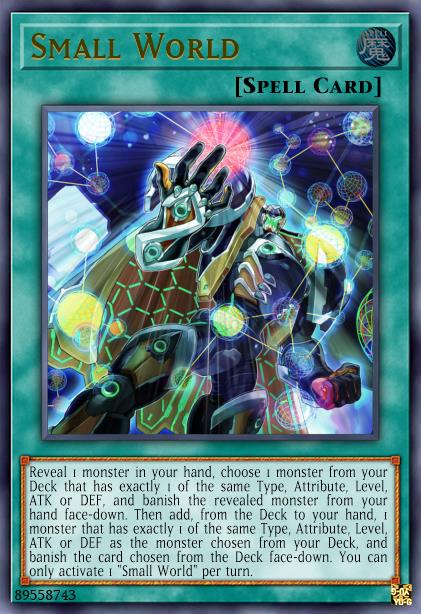 Small World
魔
[Spell Card]
Reveal 1 monster in your hand, choose 1 monster from your
Deck that has exactly 1 of the same Type, Attribute, Level,
ATK or DEF, and banish the revealed monster from your
hand face-down. Then add, from the Deck to your hand, 1
monster that has exactly 1 of the same Type, Attribute, Level,
ATK or DEF as the monster chosen from your Deck, and
banish the card chosen from the Deck face-down. You can
only activate 1 "Small World" per turn.
89558743